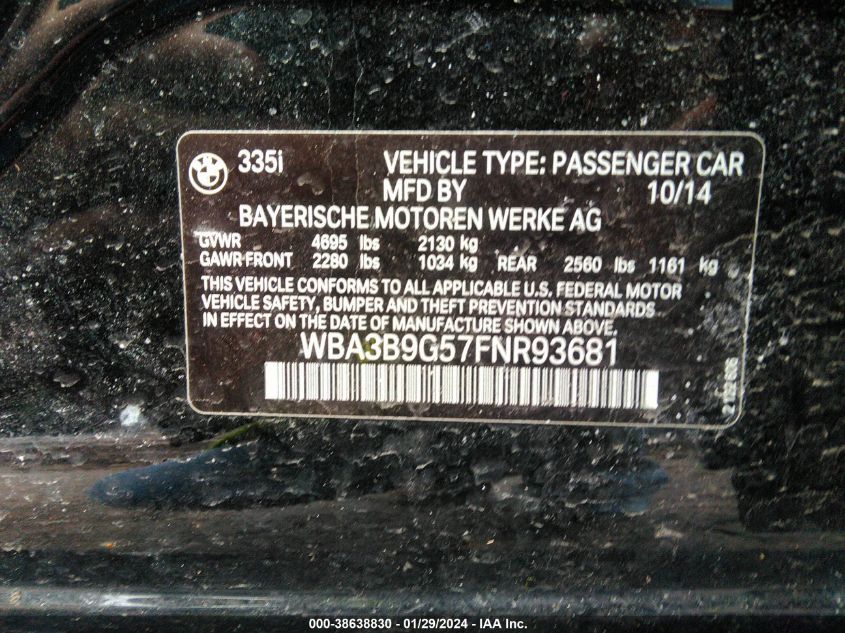 BMW 335i VEHICLE TYPE: PASSENGER CAR
MFD BY 10/14
BAYERISCHE MOTOREN WERKE AG
GVWR 4695 lbs 2130 kg
GAWR FRONT 2280 lbs 1034 kg REAR 2560 lbs 1161 kg
THIS VEHICLE CONFORMS TO ALL APPLICABLE U.S. FEDERAL MOTOR
VEHICLE SAFETY, BUMPER AND THEFT PREVENTION STANDARDS
IN EFFECT ON THE DATE OF MANUFACTURE SHOWN ABOVE.
WBA3B9G57FNR93681
000-38638830 - 01/29/2024 - IAA Inc.